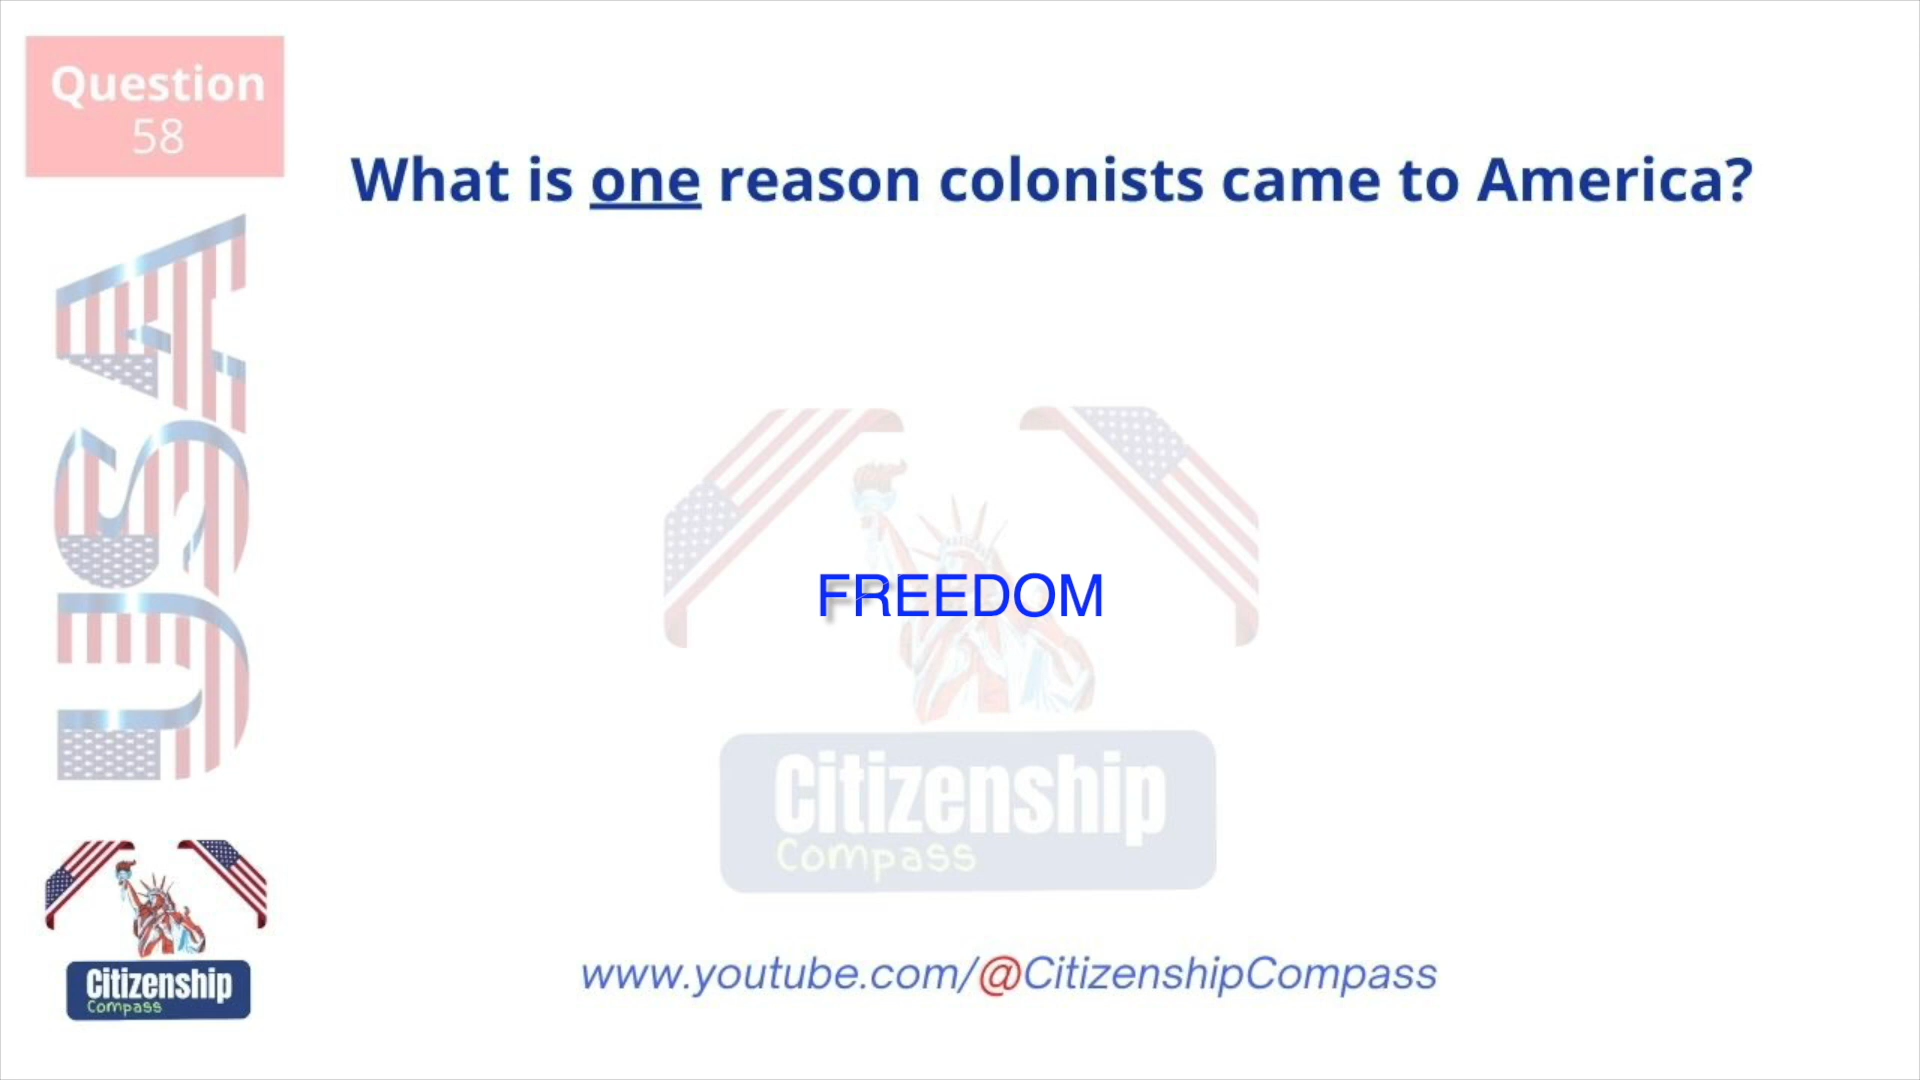 Question
58
What is one reason colonists came to America?
USA
FREEDOM
Citizenship
Compass
Citizenship
Compass
www.youtube.com/@CitizenshipCompass